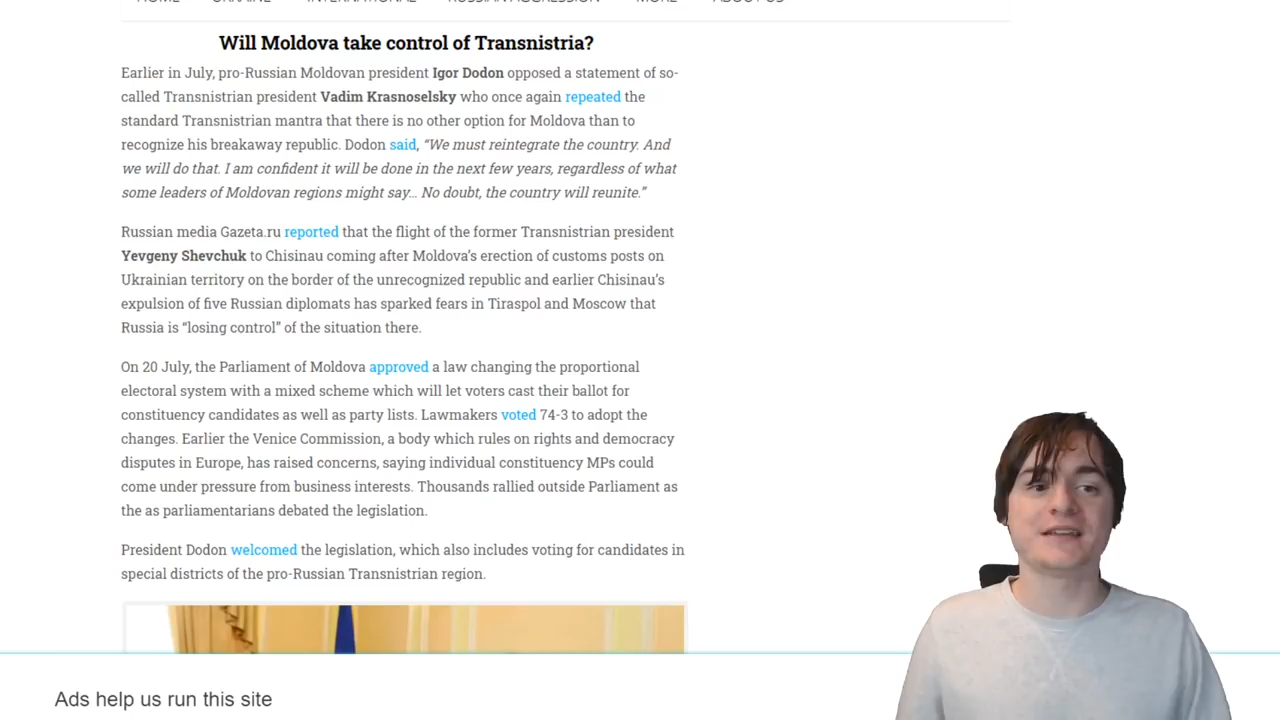 HOME UKRAINE INTERNATIONAL RUSSIAN AGGRESSION MORE ABOUT US
Will Moldova take control of Transnistria?
Earlier in July, pro-Russian Moldovan president Igor Dodon opposed a statement of so-
called Transnistrian president Vadim Krasnoselsky who once again repeated the
standard Transnistrian mantra that there is no other option for Moldova than to
recognize his breakaway republic. Dodon said, “We must reintegrate the country. And
we will do that. I am confident it will be done in the next few years, regardless of what
some leaders of Moldovan regions might say... No doubt, the country will reunite.”
Russian media Gazeta.ru reported that the flight of the former Transnistrian president
Yevgeny Shevchuk to Chisinau coming after Moldova’s erection of customs posts on
Ukrainian territory on the border of the unrecognized republic and earlier Chisinau’s
expulsion of five Russian diplomats has sparked fears in Tiraspol and Moscow that
Russia is “losing control” of the situation there.
On 20 July, the Parliament of Moldova approved a law changing the proportional
electoral system with a mixed scheme which will let voters cast their ballot for
constituency candidates as well as party lists. Lawmakers voted 74-3 to adopt the
changes. Earlier the Venice Commission, a body which rules on rights and democracy
disputes in Europe, has raised concerns, saying individual constituency MPs could
come under pressure from business interests. Thousands rallied outside Parliament as
the as parliamentarians debated the legislation.
President Dodon welcomed the legislation, which also includes voting for candidates in
special districts of the pro-Russian Transnistrian region.
Ads help us run this site